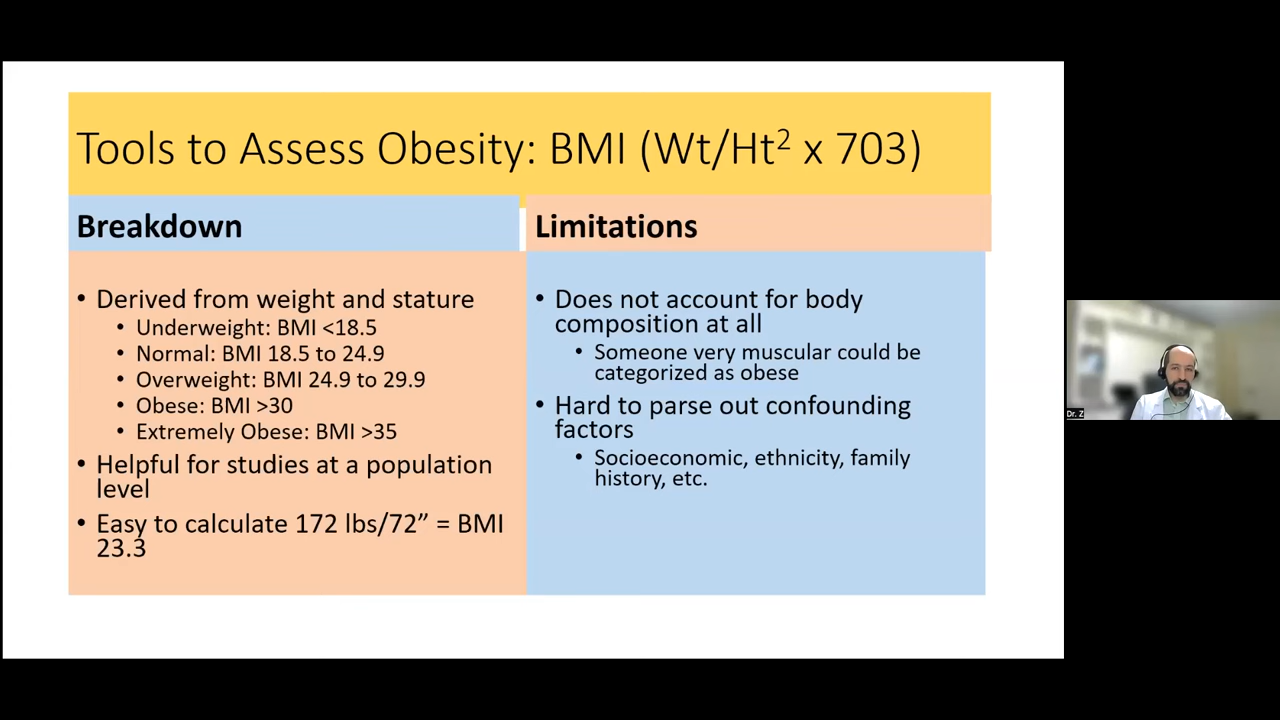 Tools to Assess Obesity: BMI (Wt/Ht² x 703)
Breakdown
• Derived from weight and stature
• Underweight: BMI <18.5
• Normal: BMI 18.5 to 24.9
• Overweight: BMI 24.9 to 29.9
• Obese: BMI >30
• Extremely Obese: BMI >35
• Helpful for studies at a population
level
• Easy to calculate 172 lbs/72” = BMI
23.3
Limitations
• Does not account for body
composition at all
• Someone very muscular could be
categorized as obese
• Hard to parse out confounding
factors
• Socioeconomic, ethnicity, family
history, etc.
Dr. Z